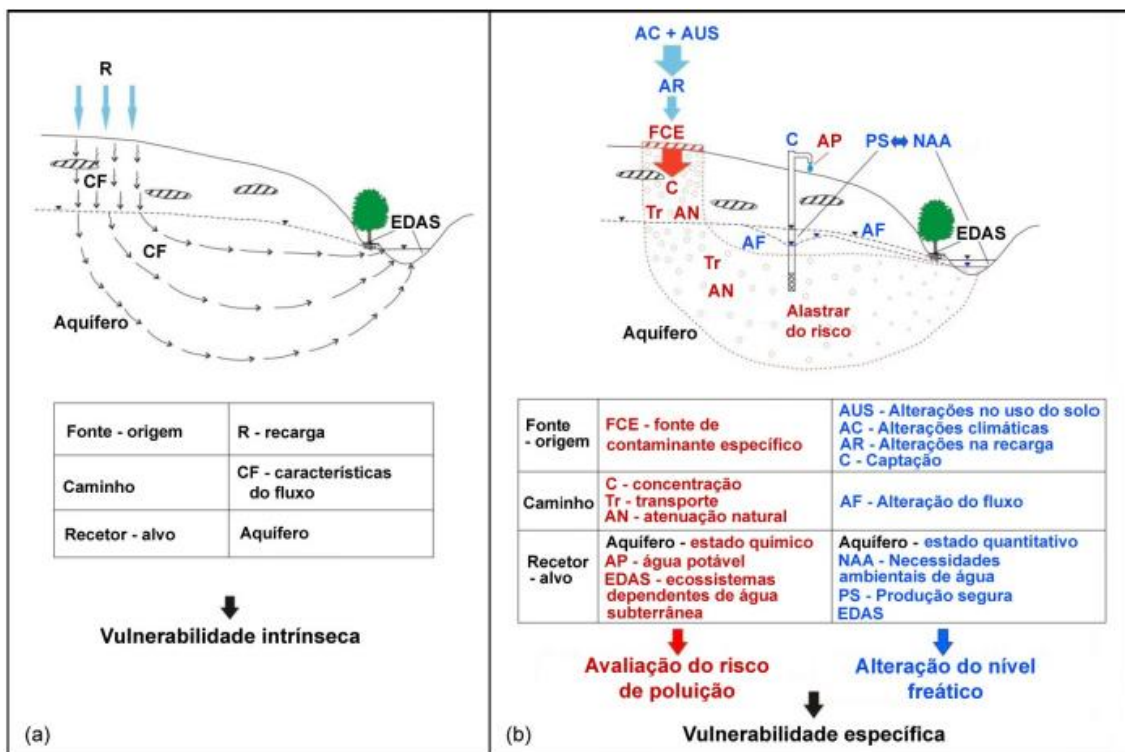 R
CF
CF
EDAS
Aquífero
Fonte - origem
R - recarga
Caminho
CF - características
do fluxo
Recetor - alvo
Aquífero
Vulnerabilidade intrínseca
(a)
AC + AUS
AR
FCE
C
AP
PS⬌NAA
C
Tr AN
AF
AF
EDAS
Tr
AN
Alastrar
do risco
Aquífero
Fonte
- origem
FCE - fonte de
contaminante específico
AUS - Alterações no uso do solo
AC - Alterações climáticas
AR - Alterações na recarga
C - Captação
Caminho
C - concentração
Tr - transporte
AN - atenuação natural
AF - Alteração do fluxo
Recetor
- alvo
Aquífero - estado químico
AP - água potável
EDAS - ecossistemas
dependentes de água
subterrânea
Aquífero - estado quantitativo
NAA - Necessidades
ambientais de água
PS - Produção segura
EDAS
Avaliação do risco
de poluição
Alteração do nível
freático
Vulnerabilidade específica
(b)